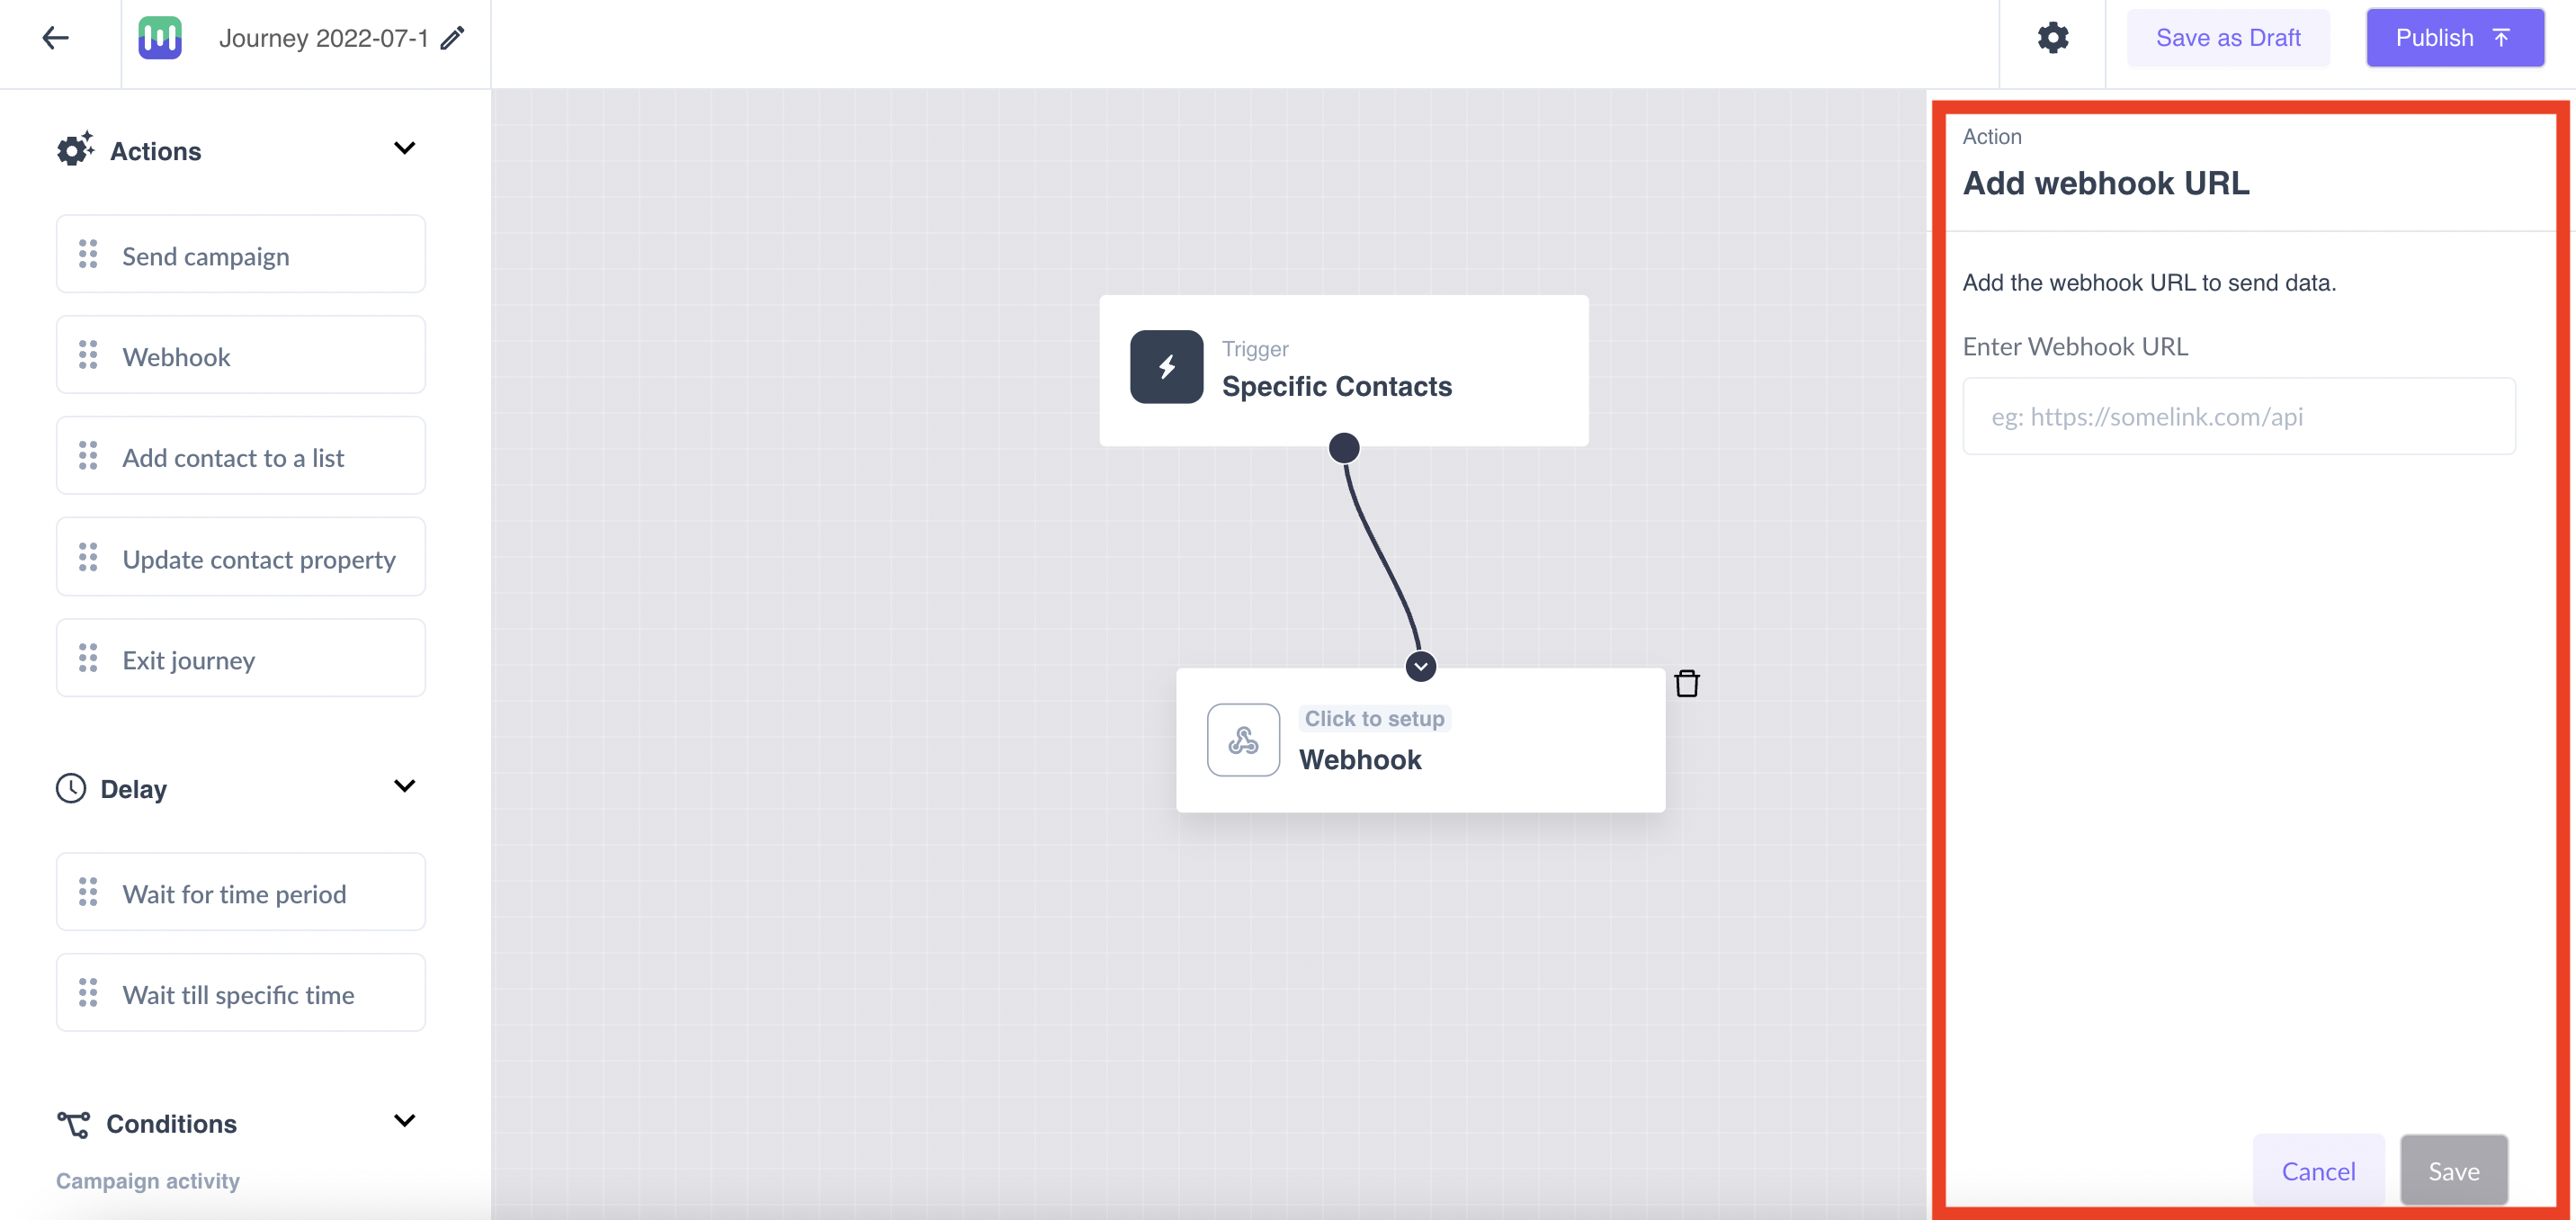 Journey 2022-07-1
Save as Draft
Publish
Actions
Send campaign
Webhook
Add contact to a list
Update contact property
Exit journey
Delay
Wait for time period
Wait till specific time
Conditions
Campaign activity
Trigger
Specific Contacts
Click to setup
Webhook
Action
Add webhook URL
Add the webhook URL to send data.
Enter Webhook URL
eg: https://somelink.com/api
Cancel
Save